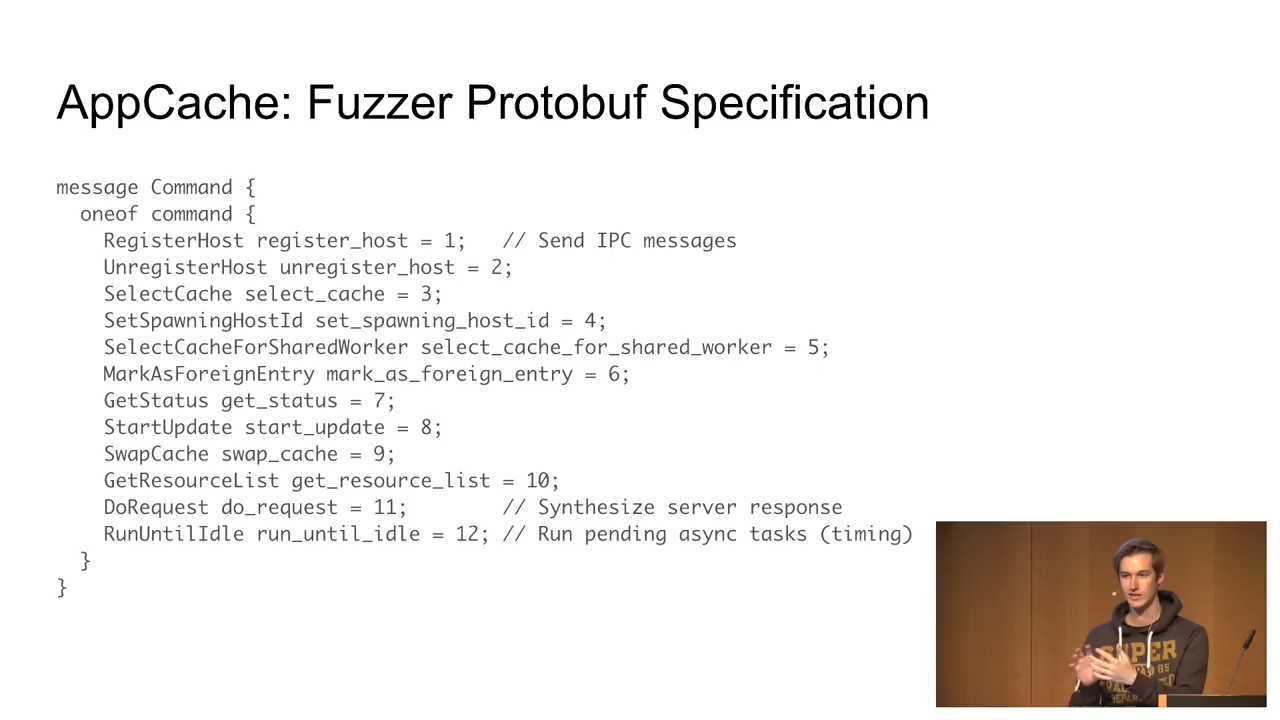 AppCache: Fuzzer Protobuf Specification
message Command {
  oneof command {
    RegisterHost register_host = 1;   // Send IPC messages
    UnregisterHost unregister_host = 2;
    SelectCache select_cache = 3;
    SetSpawningHostId set_spawning_host_id = 4;
    SelectCacheForSharedWorker select_cache_for_shared_worker = 5;
    MarkAsForeignEntry mark_as_foreign_entry = 6;
    GetStatus get_status = 7;
    StartUpdate start_update = 8;
    SwapCache swap_cache = 9;
    GetResourceList get_resource_list = 10;
    DoRequest do_request = 11;        // Synthesize server response
    RunUntilIdle run_until_idle = 12; // Run pending async tasks (timing)
  }
}
SUPER